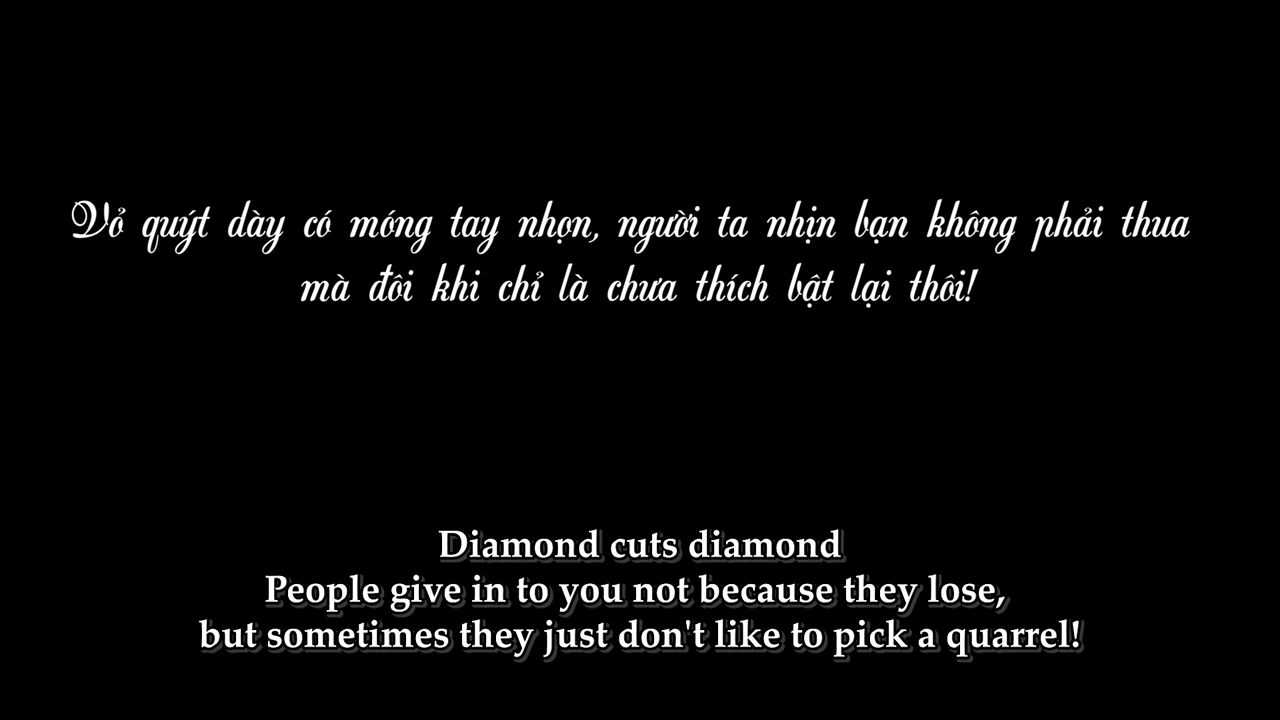 Vỏ quýt dày có móng tay nhọn, người ta nhịn bạn không phải thua
mà đôi khi chỉ là chưa thích bật lại thôi!
Diamond cuts diamond
People give in to you not because they lose,
but sometimes they just don't like to pick a quarrel!